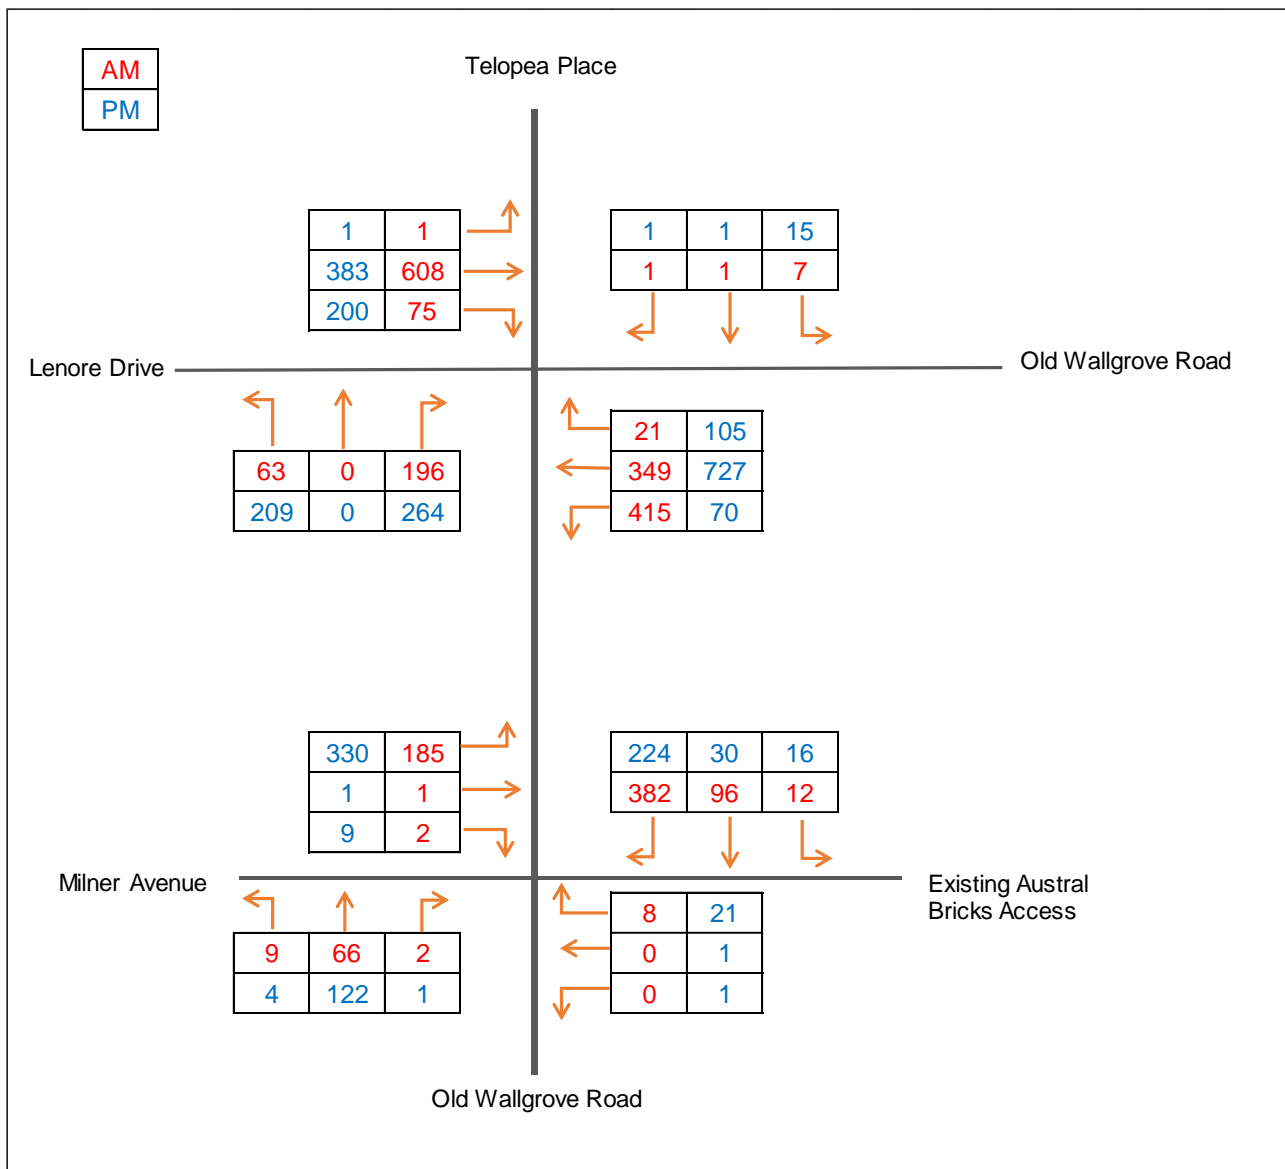 AM
PM
Telopea Place
1 1
383 608
200 75
1 1 15
1 1 7
Lenore Drive
Old Wallgrove Road
63 0 196
209 0 264
21 105
349 727
415 70
330 185
1 1
9 2
224 30 16
382 96 12
Milner Avenue
Existing Austral
Bricks Access
9 66 2
4 122 1
8 21
0 1
0 1
Old Wallgrove Road